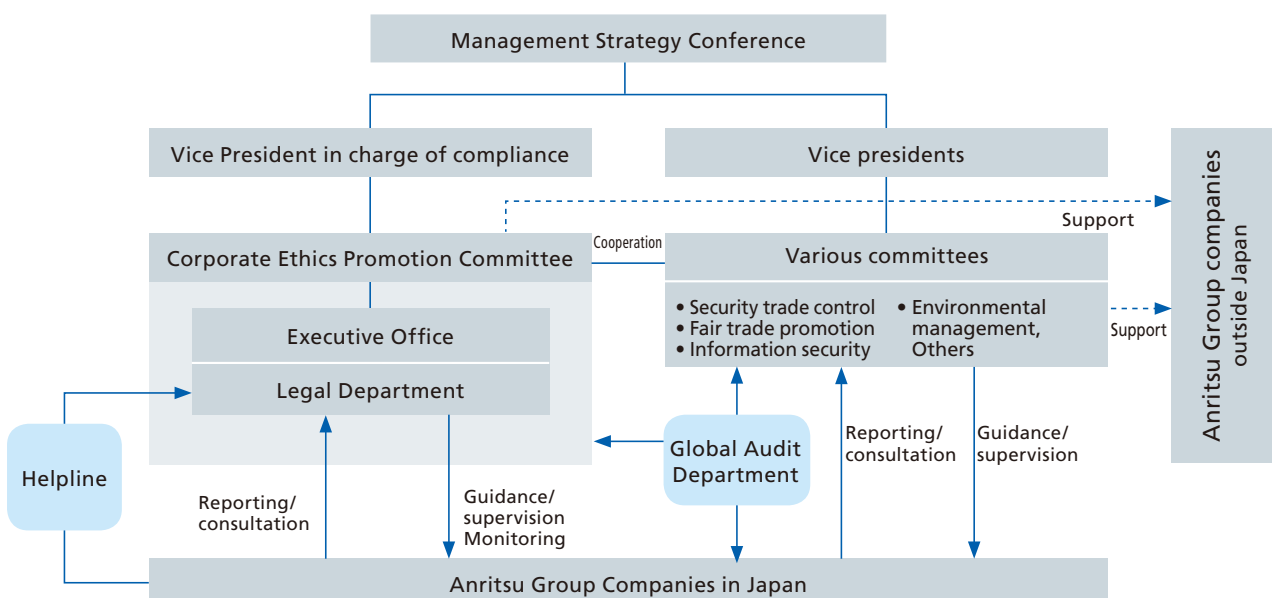 Management Strategy Conference
Vice President in charge of compliance
Vice presidents
Support
Cooperation
Corporate Ethics Promotion Committee
Various committees
• Security trade control
• Fair trade promotion
• Information security
• Environmental
management,
Others
Support
Anritsu Group companies
outside Japan
Executive Office
Legal Department
Helpline
Global Audit
Department
Reporting/
consultation
Guidance/
supervision
Reporting/
consultation
Guidance/
supervision
Monitoring
Anritsu Group Companies in Japan